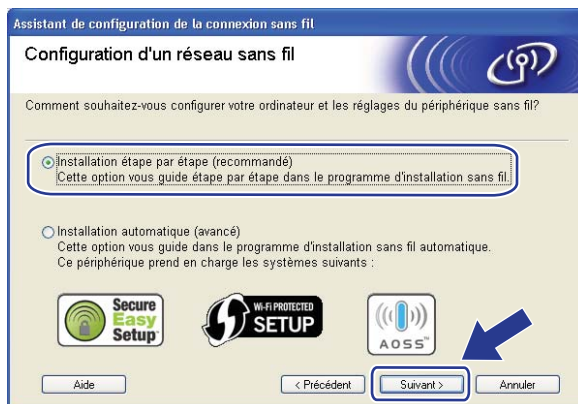 Assistant de configuration de la connexion sans fil
Configuration d'un réseau sans fil
Comment souhaitez-vous configurer votre ordinateur et les réglages du périphérique sans fil?
Installation étape par étape (recommandé)
Cette option vous guide étape par étape dans le programme d'installation sans fil.
Installation automatique (avancé)
Cette option vous guide dans le programme d'installation sans fil automatique.
Ce périphérique prend en charge les systèmes suivants :
Secure
Easy
Setup
Wi-Fi PROTECTED
SETUP
AOSS™
Aide
< Précédent
Suivant >
Annuler